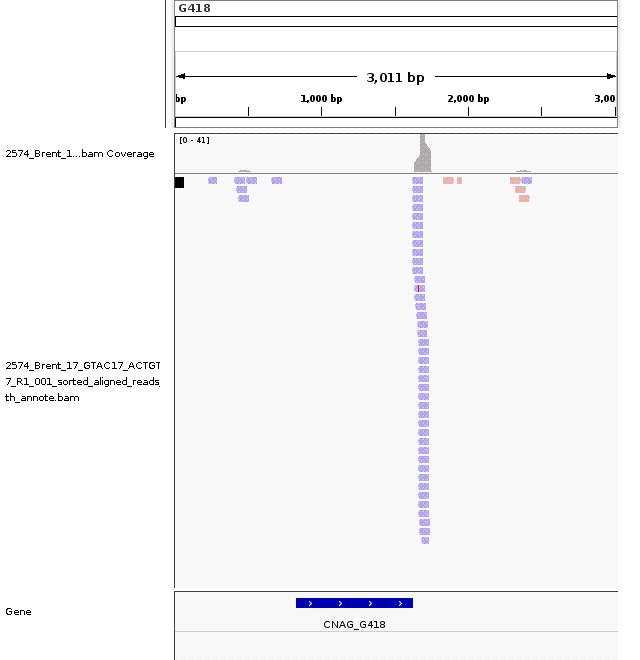 G418
3,011 bp
bp 1,000 bp 2,000 bp 3,00
[0 - 41]
2574_Brent_1...bam Coverage
2574_Brent_17_GTAC17_ACTGT
7_R1_001_sorted_aligned_reads_
th_annote.bam
Gene
CNAG_G418